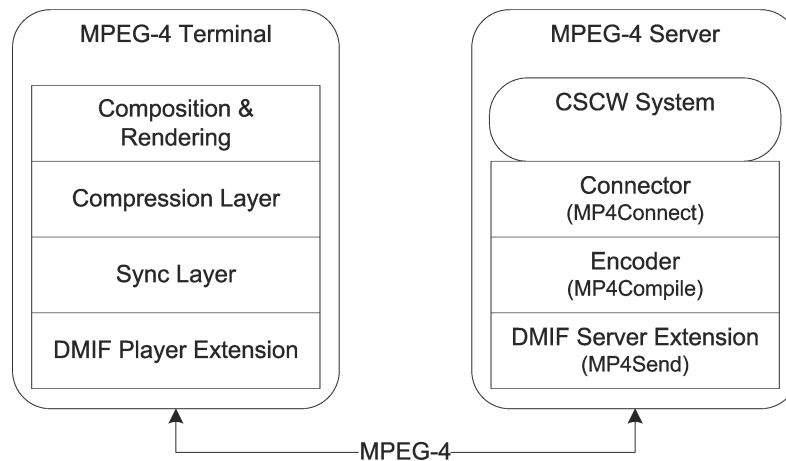 MPEG-4 Terminal
Composition &
Rendering
Compression Layer
Sync Layer
DMIF Player Extension
MPEG-4 Server
CSCW System
Connector
(MP4Connect)
Encoder
(MP4Compile)
DMIF Server Extension
(MP4Send)
MPEG-4